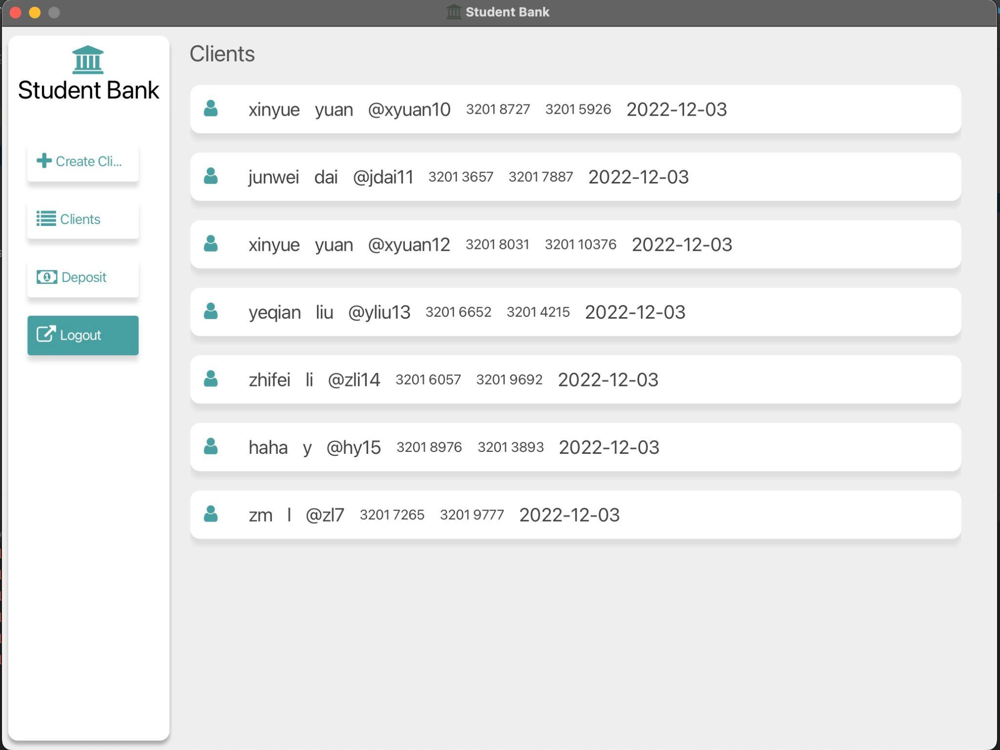 Student Bank
Student Bank
Create Cli...
Clients
Deposit
Logout
Clients
xinyue yuan @xyuan10 3201 8727 3201 5926 2022-12-03
junwei dai @jdai11 3201 3657 3201 7887 2022-12-03
xinyue yuan @xyuan12 3201 8031 3201 10376 2022-12-03
yeqian liu @yliu13 3201 6652 3201 4215 2022-12-03
zhifei li @zli14 3201 6057 3201 9692 2022-12-03
haha y @hy15 3201 8976 3201 3893 2022-12-03
zm l @zl7 3201 7265 3201 9777 2022-12-03